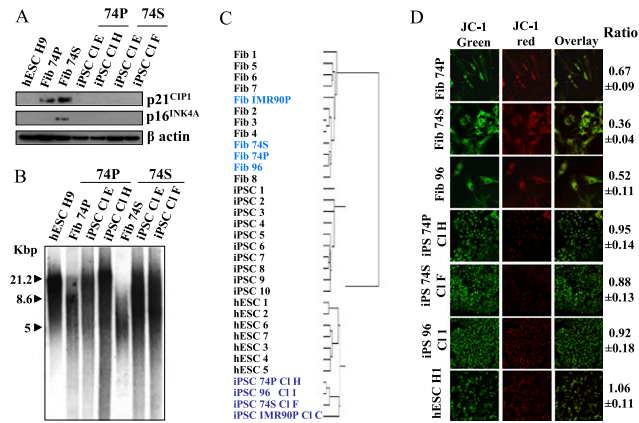 A
74P
74S
hESC H9
Fib 74P
Fib 74S
iPSC Cl E
iPSC Cl H
iPSC Cl E
iPSC Cl F
p21CIP1
p16INK4A
β actin
B
74P
74S
hESC H9
Fib 74P
iPSC Cl E
iPSC Cl H
Fib 74S
iPSC Cl E
iPSC Cl F
Kbp
21.2
8.6
5
C
Fib 1
Fib 5
Fib 6
Fib 7
Fib IMR90P
Fib 2
Fib 3
Fib 4
Fib 74S
Fib 74P
Fib 96
Fib 8
iPSC 1
iPSC 2
iPSC 3
iPSC 4
iPSC 5
iPSC 6
iPSC 7
iPSC 8
iPSC 9
iPSC 10
hESC 1
hESC 2
hESC 6
hESC 7
hESC 3
hESC 4
hESC 5
iPSC 74P Cl H
iPSC 96 Cl 1
iPSC 74S Cl F
iPSC IMR90P Cl C
D
JC-1 Green
JC-1 red
Overlay
Ratio
Fib 74P
0.67
±0.09
Fib 74S
0.36
±0.04
Fib 96
0.52
±0.11
iPS 74P
Cl H
0.95
±0.14
iPS 74S
Cl F
0.88
±0.13
iPS 96
Cl 1
0.92
±0.18
hESC H1
1.06
±0.11